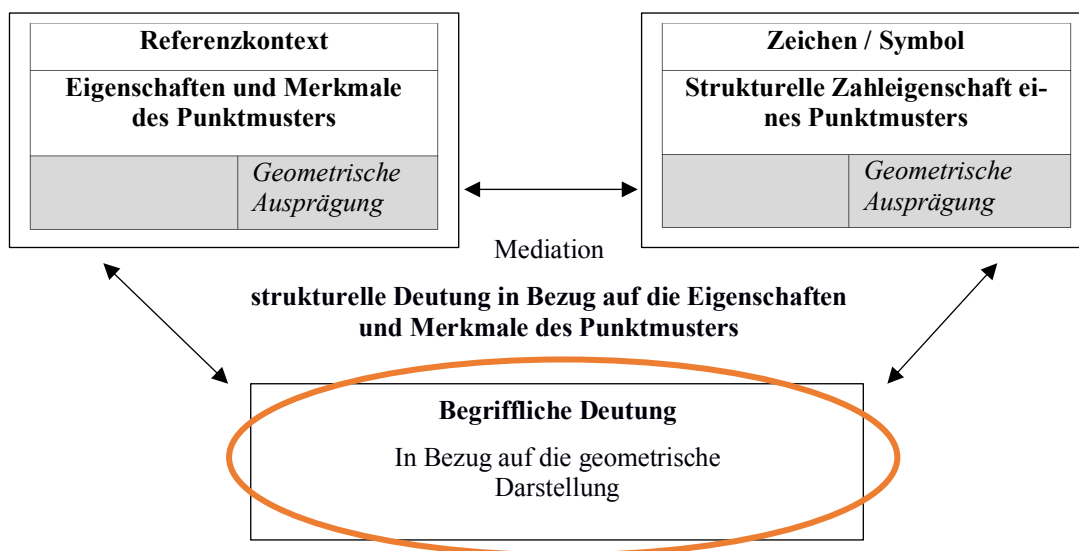 Referenzkontext
Eigenschaften und Merkmale
des Punktmusters
Geometrische
Ausprägung
Zeichen / Symbol
Strukturelle Zahleigenschaft ei-
nes Punktmusters
Geometrische
Ausprägung
Mediation
strukturelle Deutung in Bezug auf die Eigenschaften
und Merkmale des Punktmusters
Begriffliche Deutung
In Bezug auf die geometrische
Darstellung